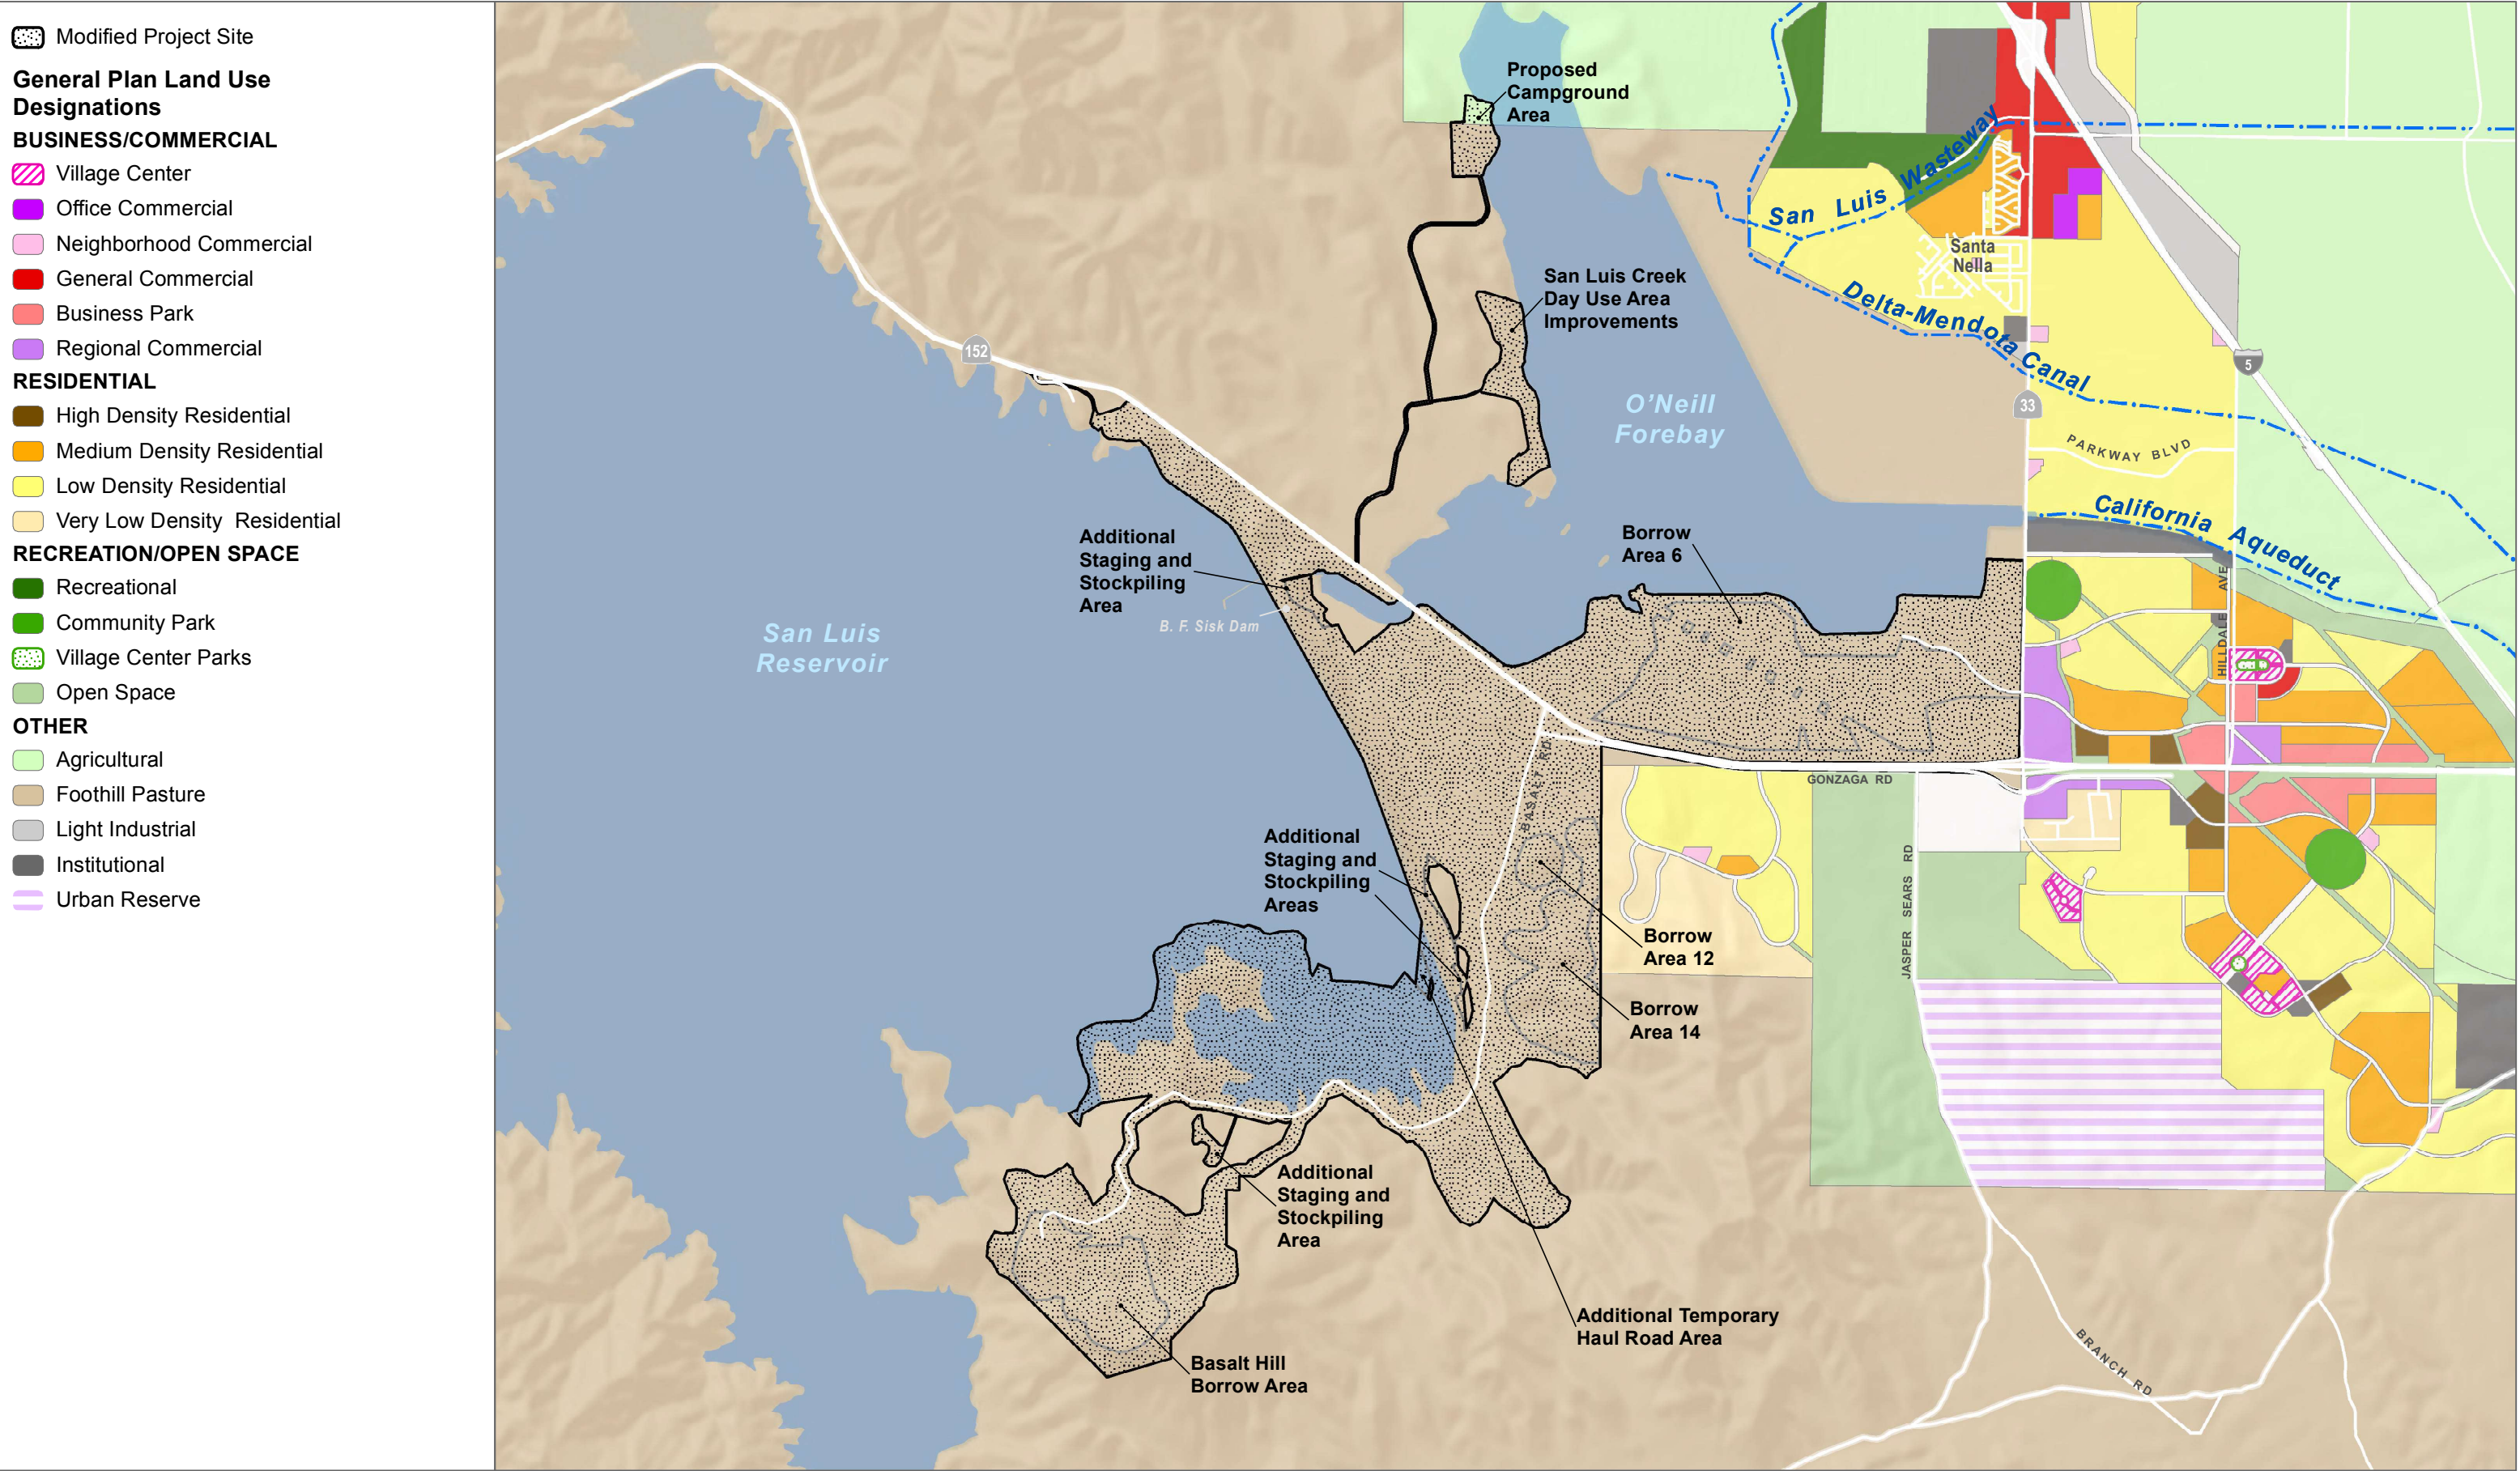 Modified Project Site
General Plan Land Use
Designations
BUSINESS/COMMERCIAL
Village Center
Office Commercial
Neighborhood Commercial
General Commercial
Business Park
Regional Commercial
RESIDENTIAL
High Density Residential
Medium Density Residential
Low Density Residential
Very Low Density Residential
RECREATION/OPEN SPACE
Recreational
Community Park
Village Center Parks
Open Space
OTHER
Agricultural
Foothill Pasture
Light Industrial
Institutional
Urban Reserve
Proposed
Campground
Area
San Luis Wasteway
Santa
Nella
San Luis Creek
Day Use Area
Improvements
Delta-Mendota Canal
152
5
33
O'Neill
Forebay
PARKWAY BLVD
California Aqueduct
Additional
Staging and
Stockpiling
Area
Borrow
Area 6
HILLDALE AVE
B. F. Sisk Dam
San Luis
Reservoir
BASALT RD
GONZAGA RD
Additional
Staging and
Stockpiling
Areas
JASPER SEARS RD
Borrow
Area 12
Borrow
Area 14
Additional
Staging and
Stockpiling
Area
Additional Temporary
Haul Road Area
Basalt Hill
Borrow Area
BRANCH RD